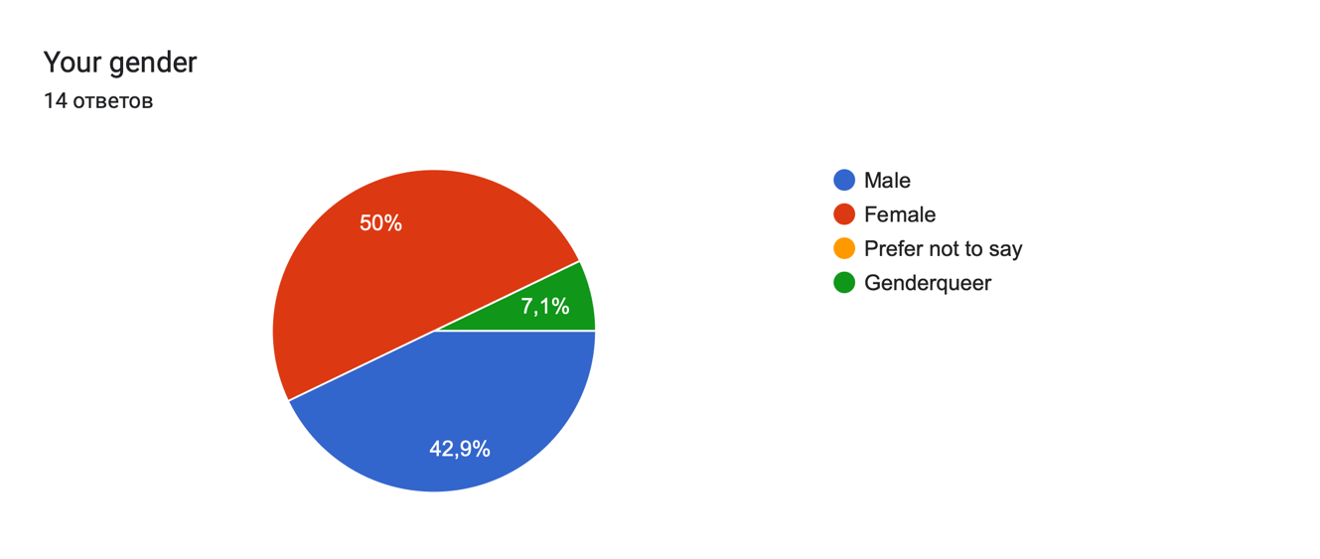 Your gender
14 ответов
Male
Female
Prefer not to say
Genderqueer
50%
7,1%
42,9%